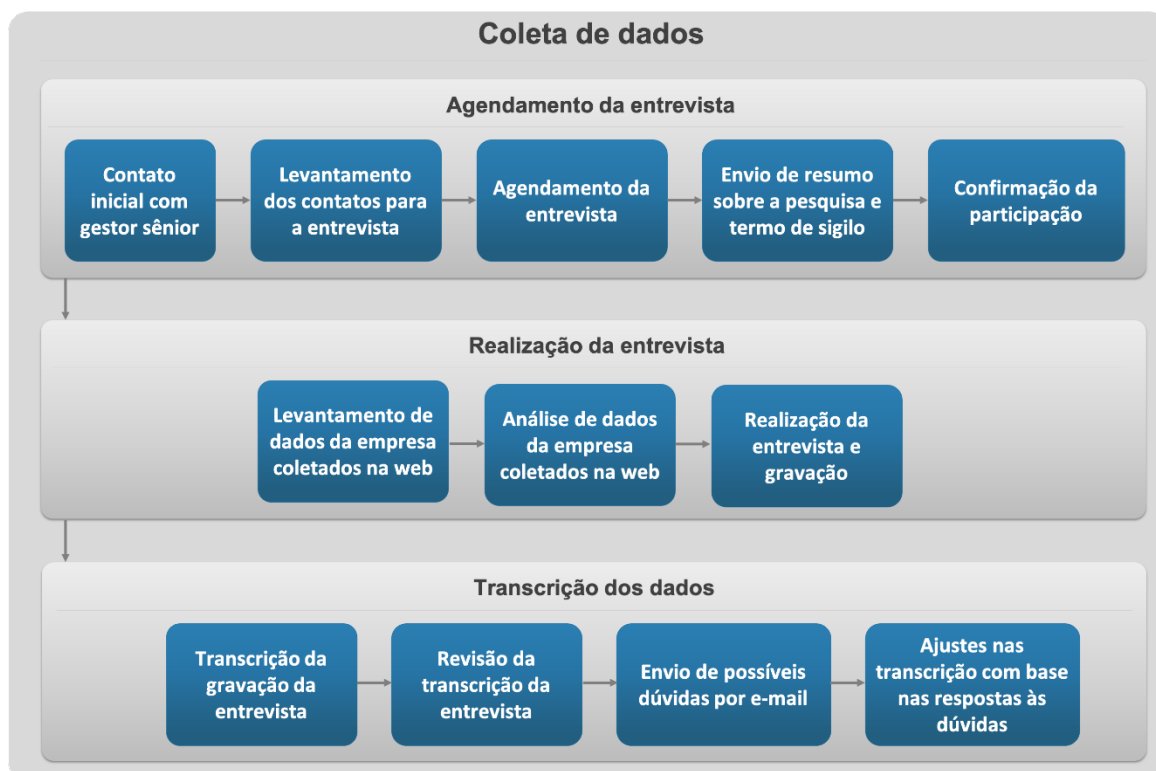 Coleta de dados
Agendamento da entrevista
Contato
inicial com
gestor sênior
Levantamento
dos contatos para
a entrevista
Agendamento da
entrevista
Envio de resumo
sobre a pesquisa e
termo de sigilo
Confirmação da
participação
Realização da entrevista
Levantamento de
dados da empresa
coletados na web
Análise de dados
da empresa
coletados na web
Realização da
entrevista e
gravação
Transcrição dos dados
Transcrição da
gravação da
entrevista
Revisão da
transcrição da
entrevista
Envio de possíveis
dúvidas por e-mail
Ajustes nas
transcrição com base
nas respostas às
dúvidas